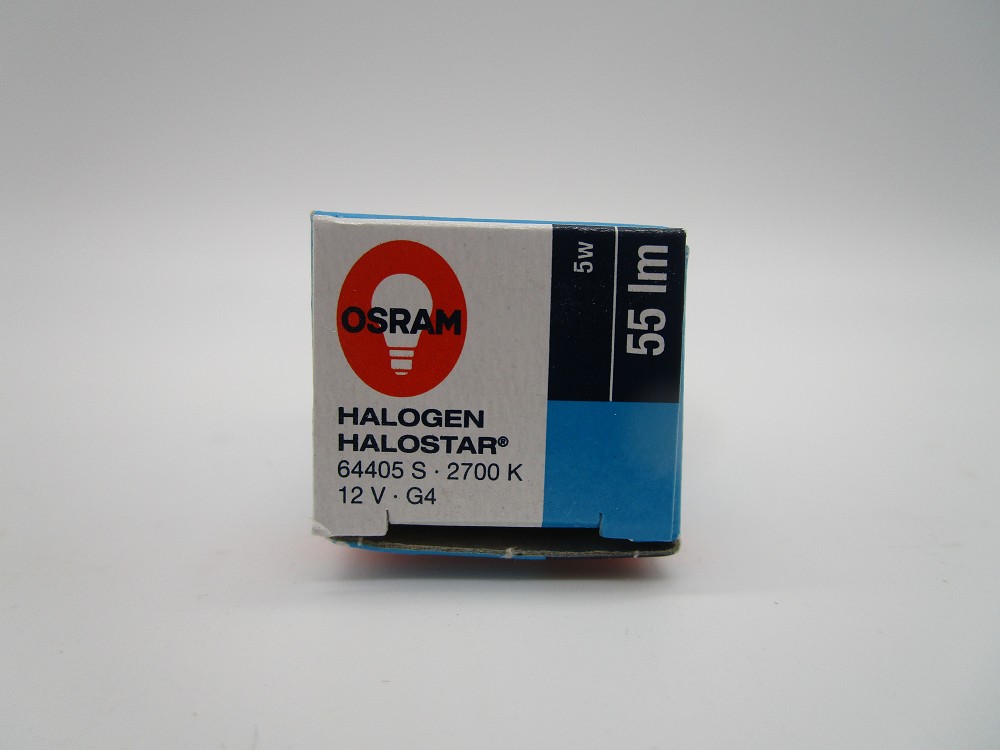 OSRAM
HALOGEN
HALOSTAR®
64405 S · 2700 K
12 V · G4
5W
55 lm